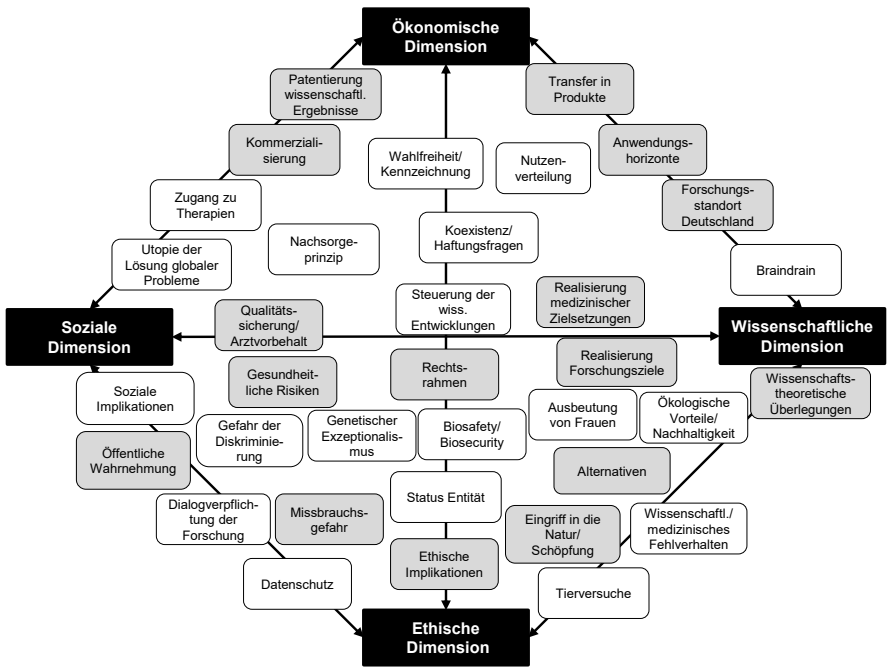 Ökonomische
Dimension
Patentierung
wissenschaftl.
Ergebnisse
Transfer in
Produkte
Kommerziali-
sierung
Anwendungs-
horizonte
Wahlfreiheit/
Kennzeichnung
Nutzen-
verteilung
Zugang zu
Therapien
Forschungs-
standort
Deutschland
Koexistenz/
Haftungsfragen
Nachsorge-
prinzip
Utopie der
Lösung globaler
Probleme
Braindrain
Steuerung der
wiss.
Entwicklungen
Realisierung
medizinischer
Zielsetzungen
Soziale
Dimension
Qualitäts-
sicherung/
Arztvorbehalt
Wissenschaftliche
Dimension
Gesundheit-
liche Risiken
Rechts-
rahmen
Realisierung
Forschungsziele
Soziale
Implikationen
Wissenschafts-
theoretische
Überlegungen
Gefahr der
Diskriminie-
rung
Genetischer
Exzeptionalis-
mus
Biosafety/
Biosecurity
Ausbeutung
von Frauen
Ökologische
Vorteile/
Nachhaltigkeit
Öffentliche
Wahrnehmung
Alternativen
Status Entität
Dialogverpflich-
tung der
Forschung
Missbrauchs-
gefahr
Eingriff in die
Natur/
Schöpfung
Wissenschaftl./
medizinisches
Fehlverhalten
Ethische
Implikationen
Datenschutz
Tierversuche
Ethische
Dimension